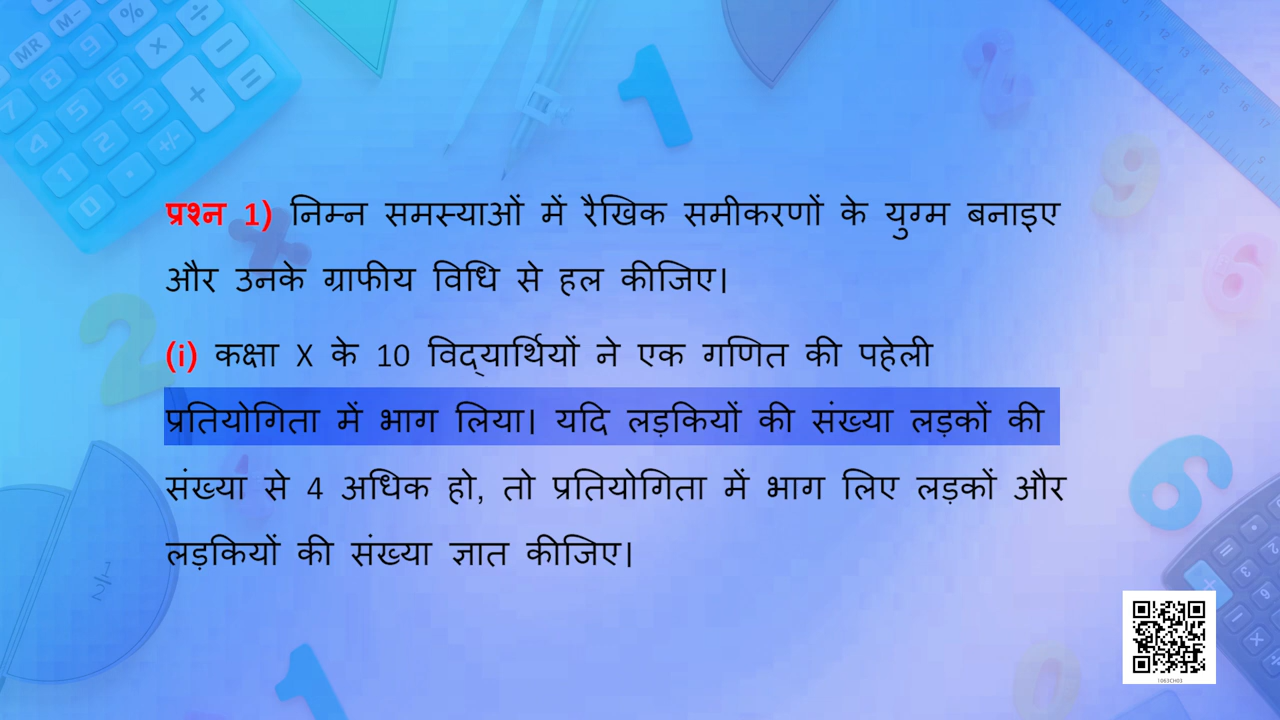 प्रश्न 1) निम्न समस्याओं में रैखिक समीकरणों के युग्म बनाइए
और उनके ग्राफीय विधि से हल कीजिए।
(i) कक्षा X के 10 विद्यार्थियों ने एक गणित की पहेली
प्रतियोगिता में भाग लिया। यदि लड़कियों की संख्या लड़कों की
संख्या से 4 अधिक हो, तो प्रतियोगिता में भाग लिए लड़कों और
लड़कियों की संख्या ज्ञात कीजिए।
1063CH03